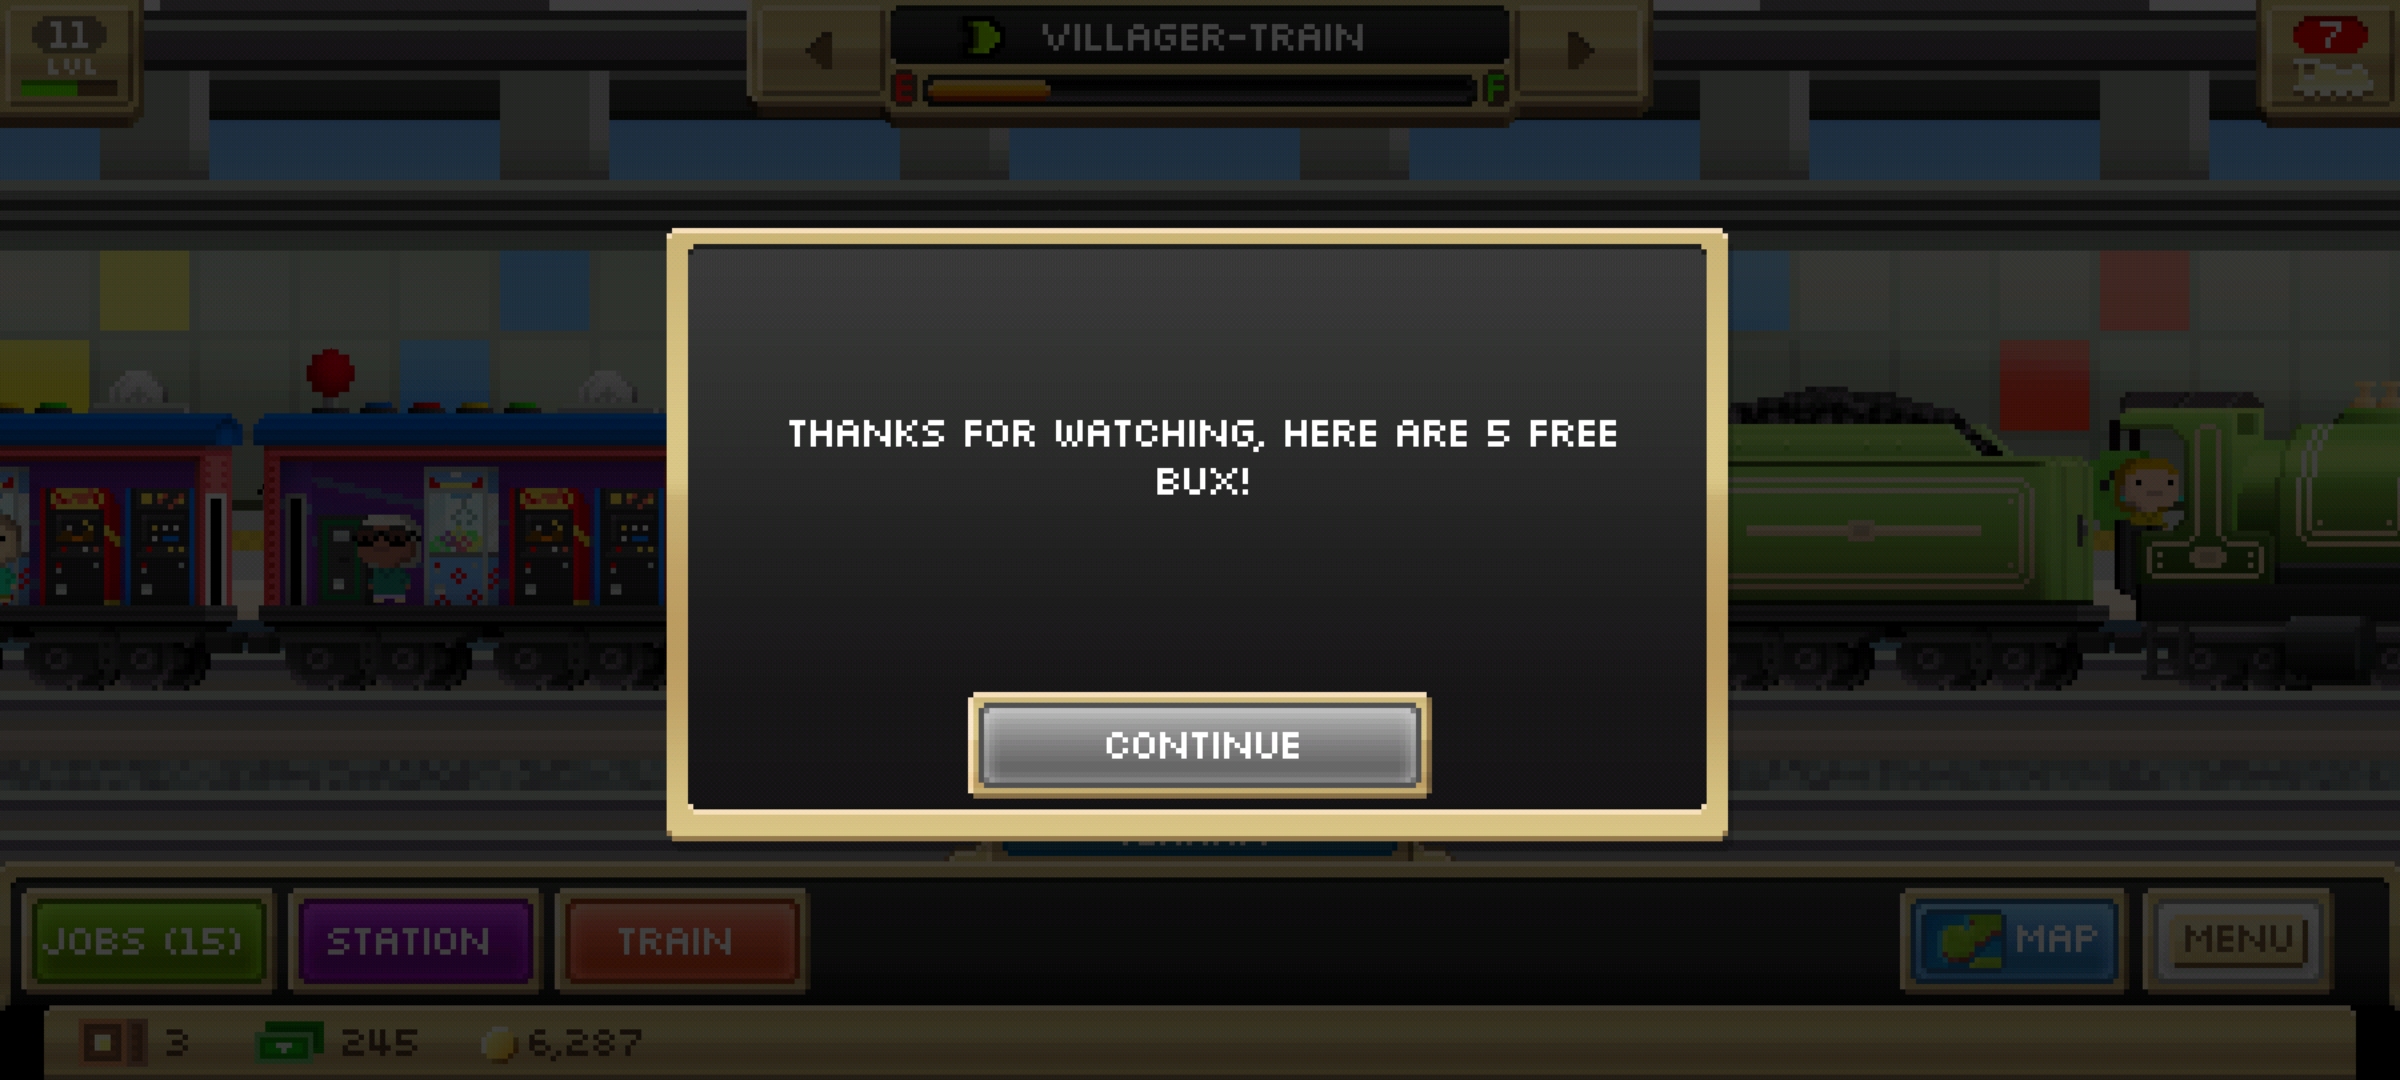 11
LVL
VILLAGER-TRAIN
7
E
F
THANKS FOR WATCHING, HERE ARE 5 FREE
BUX!
CONTINUE
JOBS (15)
STATION
TRAIN
MAP
MENU
3
245
6,287